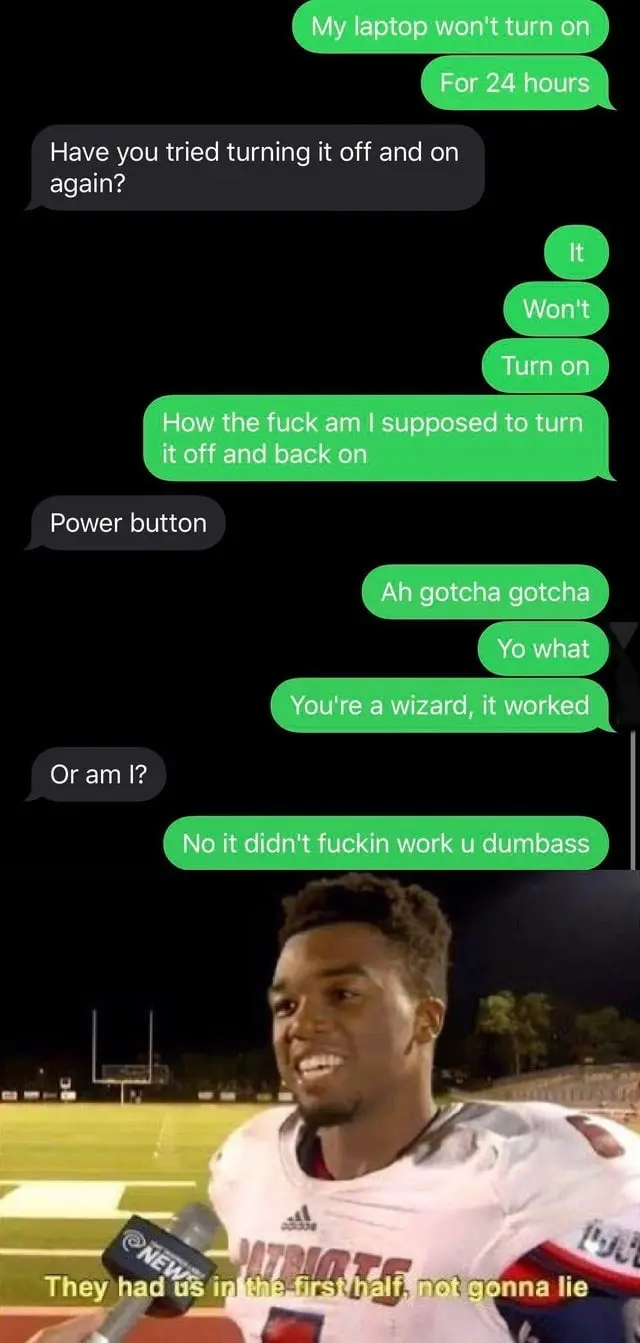 My laptop won't turn on
For 24 hours
Have you tried turning it off and on
again?
It
Won't
Turn on
How the fuck am I supposed to turn
it off and back on
Power button
Ah gotcha gotcha
Yo what
You're a wizard, it worked
Or am I?
No it didn't fuckin work u dumbass
adidas
PATRIOTS
NEWS
They had us in the first half, not gonna lie